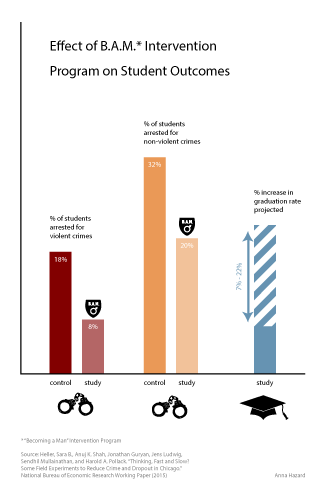 Effect of B.A.M.* Intervention
Program on Student Outcomes
% of students
arrested for
non-violent crimes
32%
% increase in
graduation rate
projected
% of students
arrested for
violent crimes
18%
B.A.M.
8%
B.A.M.
20%
7% - 22%
control
study
control
study
study
* "Becoming a Man" Intervention Program
Source: Heller, Sara B., Anuj K. Shah, Jonathan Guryan, Jens Ludwig,
Sendhil Mullainathan, and Harold A. Pollack. "Thinking, Fast and Slow?
Some Field Experiments to Reduce Crime and Dropout in Chicago."
National Bureau of Economic Research Working Paper (2015)
Anna Hazard